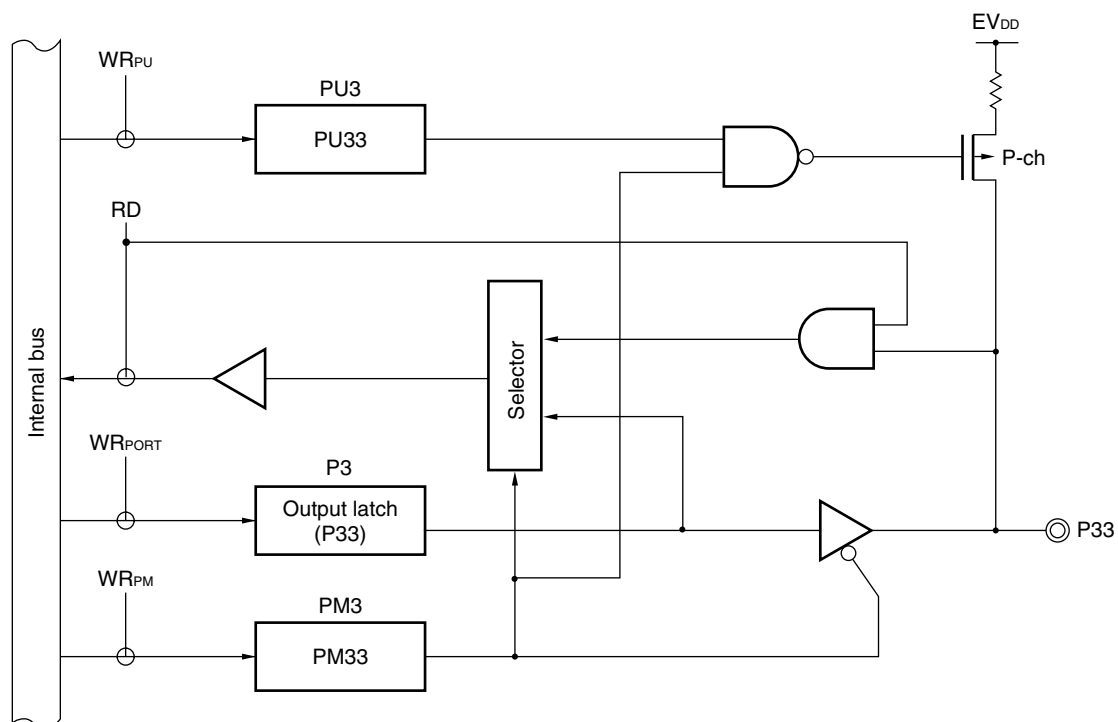 EVDD
WRPU
PU3
PU33
P-ch
RD
Internal bus
Selector
WRPORT
P3
Output latch
(P33)
P33
WRPM
PM3
PM33